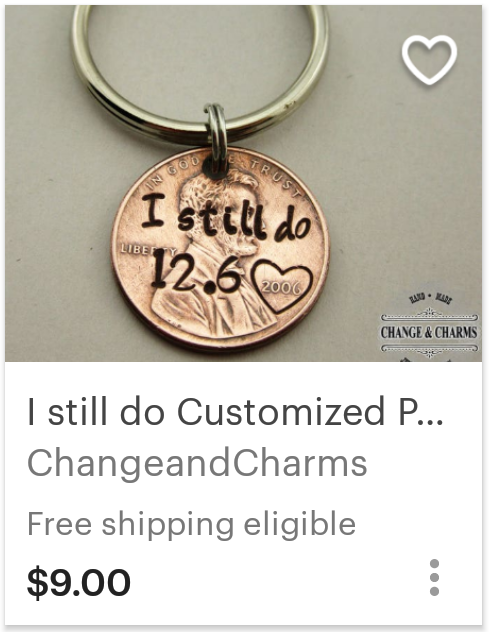 IN GOD WE TRUST
I still do
LIBERTY
12.6
2006
HAND • MADE
CHANGE & CHARMS
I still do Customized P...
ChangeandCharms
Free shipping eligible
$9.00